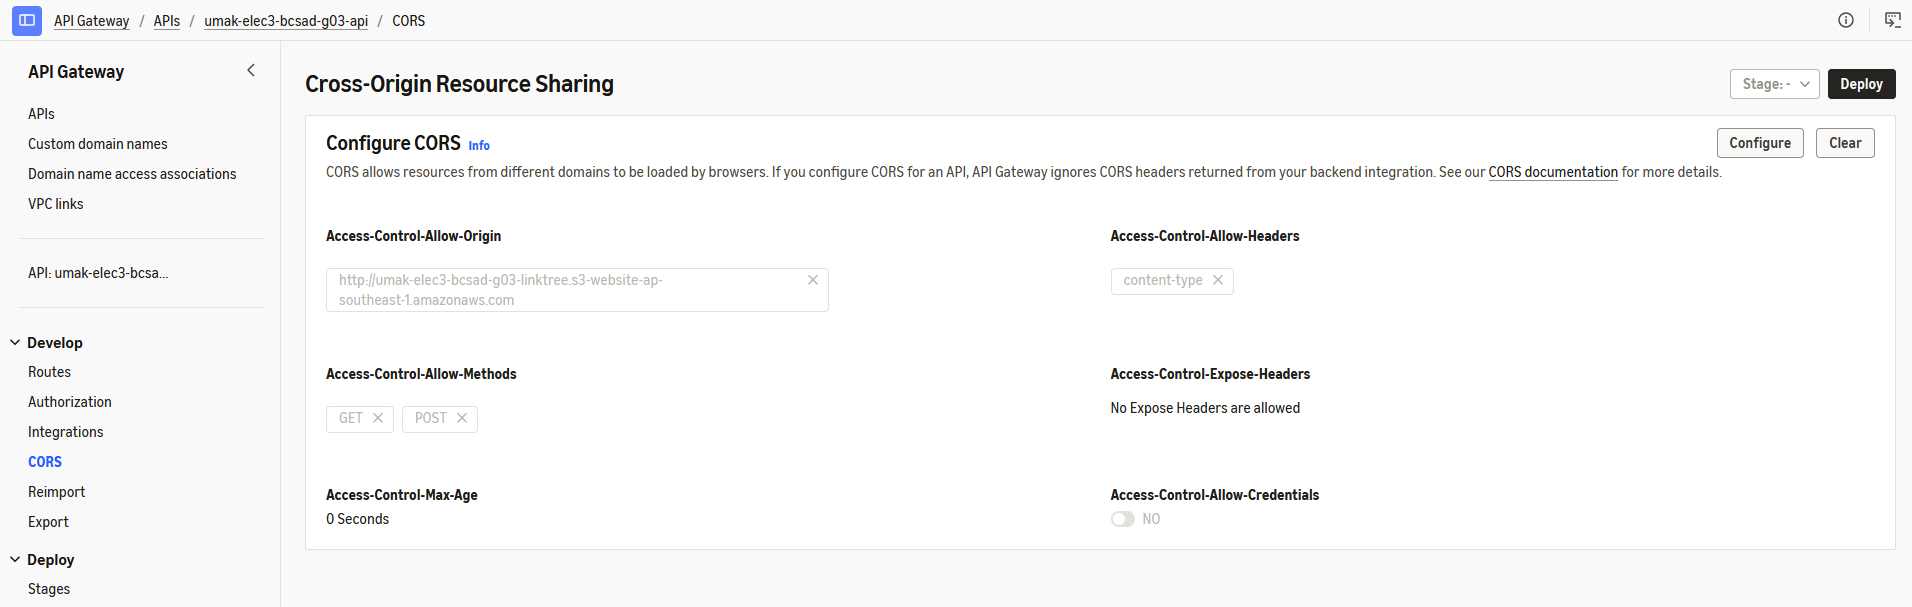 API Gateway / APIs / umak-elec3-bcsad-g03-api / CORS
API Gateway
APIs
Custom domain names
Domain name access associations
VPC links
API: umak-elec3-bcsa...
Develop
Routes
Authorization
Integrations
CORS
Reimport
Export
Deploy
Stages
Cross-Origin Resource Sharing
Stage: -
Deploy
Configure CORS Info
Configure
Clear
CORS allows resources from different domains to be loaded by browsers. If you configure CORS for an API, API Gateway ignores CORS headers returned from your backend integration. See our CORS documentation for more details.
Access-Control-Allow-Origin
http://umak-elec3-bcsad-g03-linktree.s3-website-ap-
southeast-1.amazonaws.com
Access-Control-Allow-Headers
content-type
Access-Control-Allow-Methods
GET
POST
Access-Control-Expose-Headers
No Expose Headers are allowed
Access-Control-Max-Age
0 Seconds
Access-Control-Allow-Credentials
NO